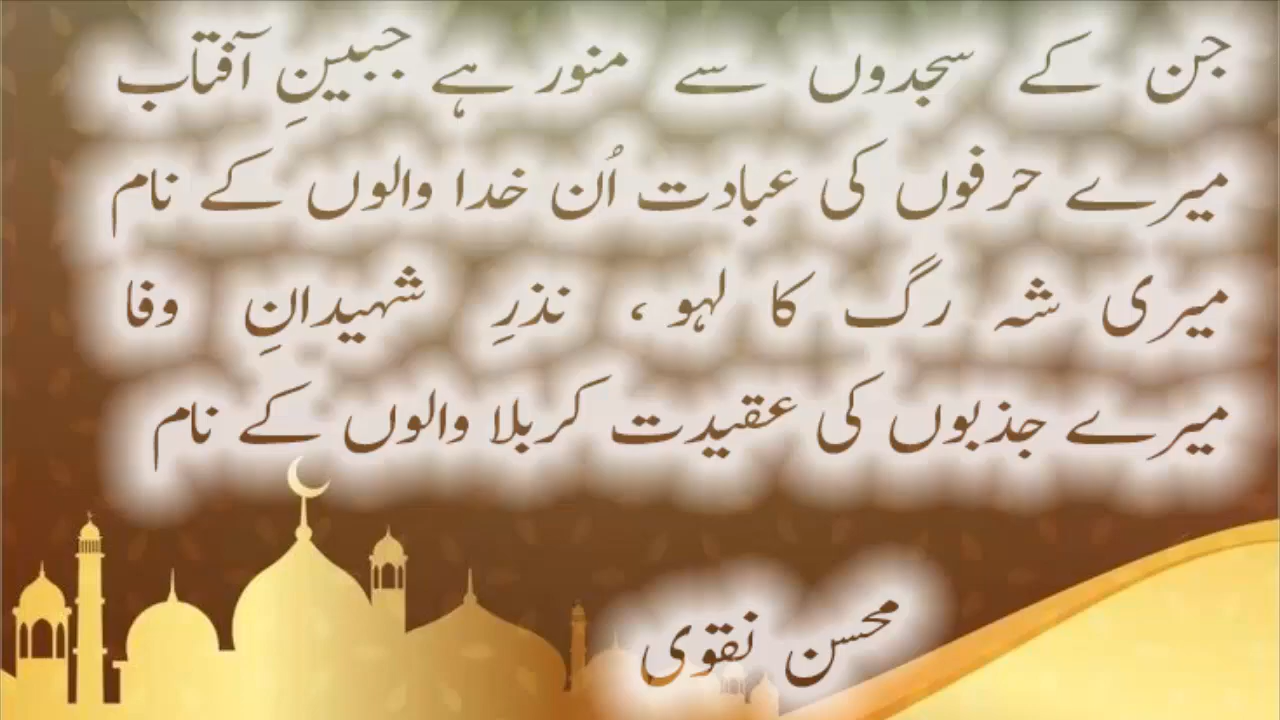 جن کے سجدوں سے منور ہے جبینِ آفتاب
میرے حرفوں کی عبادت اُن خدا والوں کے نام
میری شہ رگ کا لہو ، نذرِ شہیدانِ وفا
میرے جذبوں کی عقیدت کربلا والوں کے نام
محسن نقوی